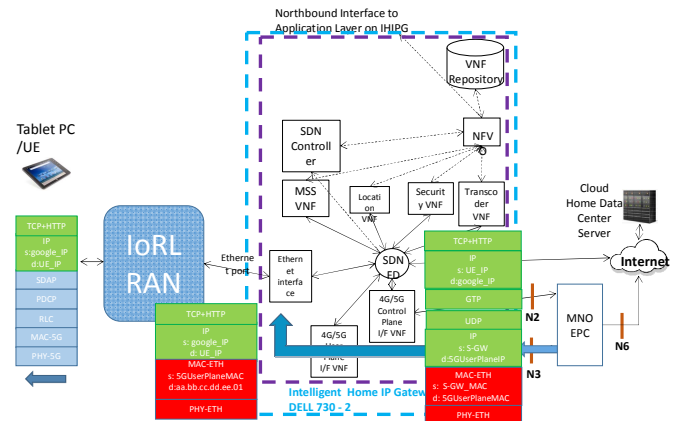 Northbound Interface to
Application Layer on IHIPG
VNF
Repository
Tablet PC
/UE
SDN
Controll
er
NFV
O
MSS
VNF
Locati
on VNF
Securit
y VNF
Transco
der VNF
Cloud
Home Data
Center
Server
TCP+HTTP
IP
s:google_IP
d:UE_IP
SDAP
PDCP
RLC
MAC-5G
PHY-5G
IoRL
RAN
Etherne
t port
Ethern
et interfa
ce
SDN
FD
TCP+HTTP
IP
s: UE_IP
d:google_IP
GTP
UDP
IP
s: S-GW
d:5GUserPlaneIP
MAC-ETH
s: S-GW_MAC
d: 5GUserPlaneMAC
PHY-ETH
Internet
4G/5G
Control
Plane
I/F VNF
N2
N3
MNO
EPC
N6
TCP+HTTP
IP
s: google_IP
d: UE_IP
MAC-ETH
s: 5GUserPlaneMAC
d:aa.bb.cc.dd.ee.01
PHY-ETH
4G/5G
I/F VNF
Intelligent Home IP Gatew
DELL 730 - 2